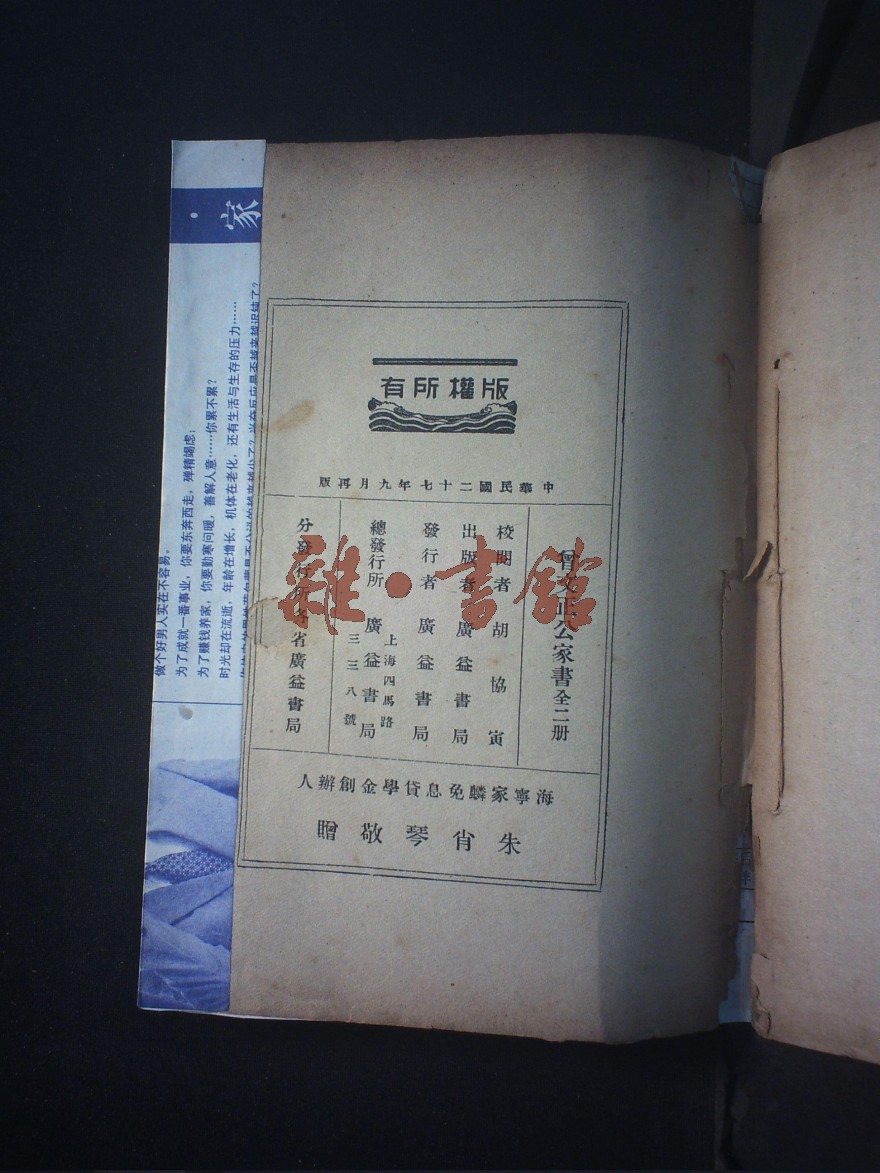 版權所有
中華民國二十七年九月再版
曾文正公家書全二册
校閱者 胡協寅
出版者 廣益書局
發行者 廣益書局
上海四馬路
總發行所 廣益書局
三三八號
分發行所 各省廣益書局
海寧家麟免息貸學金創辦人
朱肖琴敬贈
雜·書館
·家
时光却在流逝，年龄在增长，机体在老化，还有生活与生存的压力……
为了赚钱养家，你要勤寒问暖，善解人意……你累不累？
为了成就一番事业，你要东奔西走，殚精竭虑；
做个好男人实在不容易。